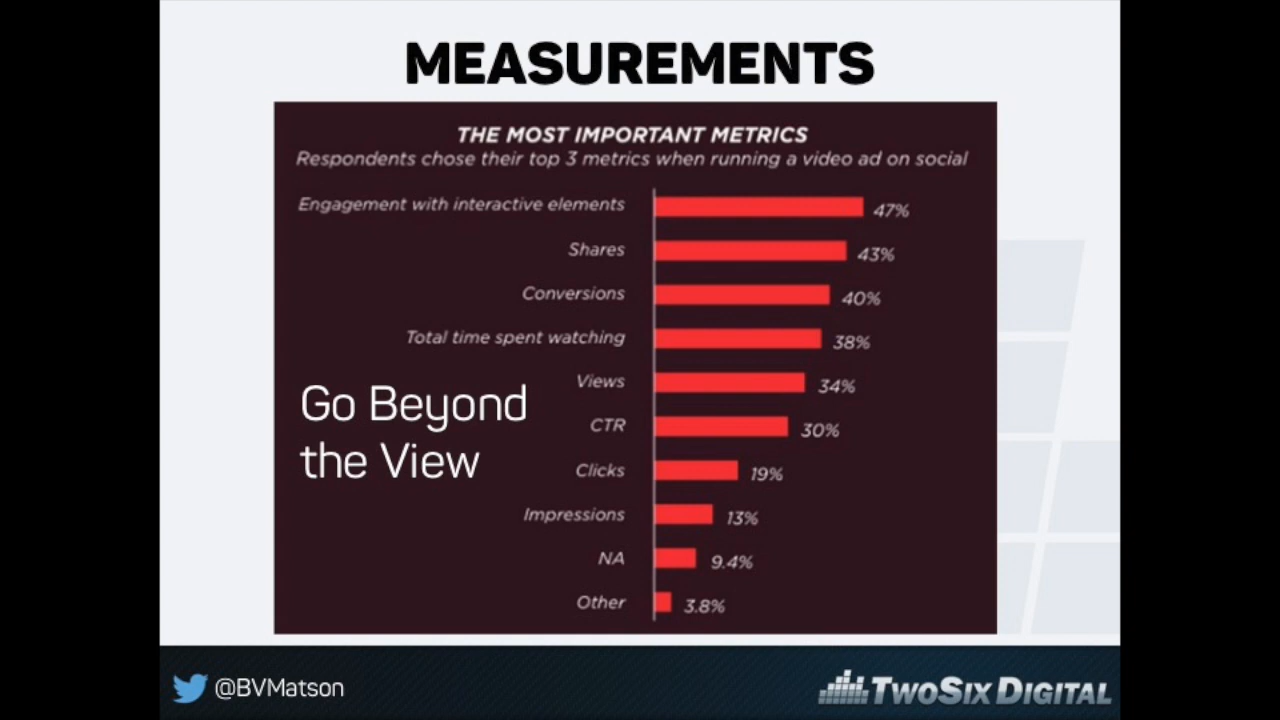 MEASUREMENTS
THE MOST IMPORTANT METRICS
Respondents chose their top 3 metrics when running a video ad on social
Engagement with interactive elements 47%
Shares 43%
Conversions 40%
Total time spent watching 38%
Views 34%
CTR 30%
Clicks 19%
Impressions 13%
NA 9.4%
Other 3.8%
Go Beyond
the View
@BVMatson
TWOSIX DIGITAL